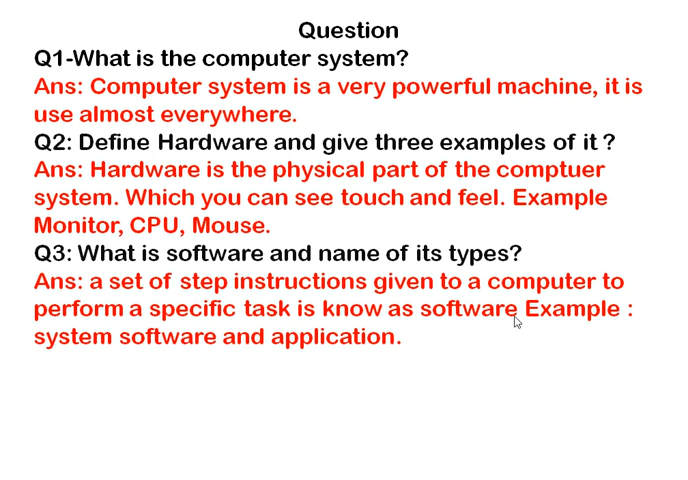 Question
Q1-What is the computer system?
Ans: Computer system is a very powerful machine, it is
use almost everywhere.
Q2: Define Hardware and give three examples of it ?
Ans: Hardware is the physical part of the comptuer
system. Which you can see touch and feel. Example
Monitor, CPU, Mouse.
Q3: What is software and name of its types?
Ans: a set of step instructions given to a computer to
perform a specific task is know as software Example :
system software and application.